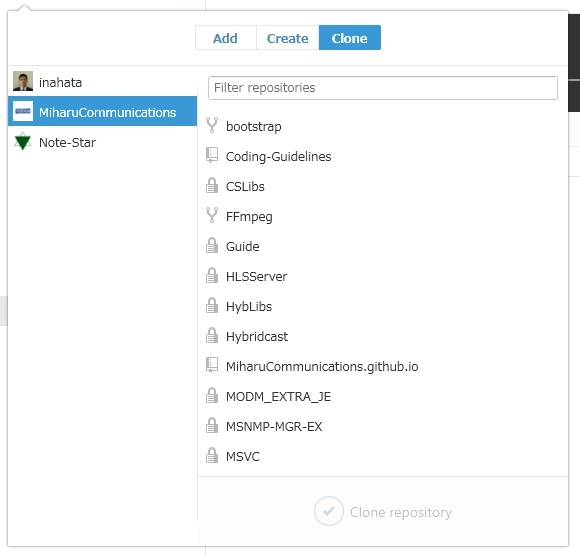 Add Create Clone
inahata
MiharuCommunications
Note-Star
Filter repositories
bootstrap
Coding-Guidelines
CSLibs
FFmpeg
Guide
HLSServer
HybLibs
Hybridcast
MiharuCommunications.github.io
MODM_EXTRA_JE
MSNMP-MGR-EX
MSVC
Clone repository